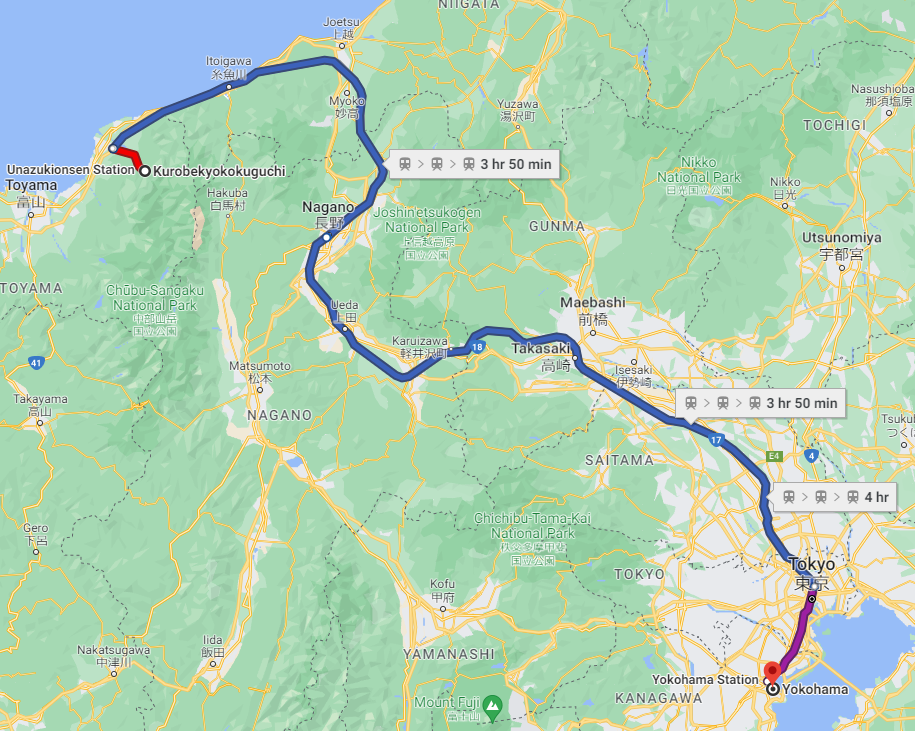 NIIGATA
Joetsu
上越
Itoigawa
糸魚川
Myoko
妙高
Yuzawa
湯沢町
Nasushioba
那須塩原
TOCHIGI
3 hr 50 min
Unazukionsen Station
Kurobekyokokuguchi
Toyama
富山
Hakuba
白馬村
Nikko
National Park
日光国立公園
Nikko
日光
Nagano
長野
Joshin'etsukogen
National Park
上信越高原
国立公園
GUNMA
Utsunomiya
宇都宮
TOYAMA
Chūbu-Sangaku
National Park
中部山岳
国立公園
Ueda
上田
Maebashi
前橋
Karuizawa
軽井沢町
18
Takasaki
高崎
Isesaki
伊勢崎
41
Matsumoto
松本
Takayama
高山
NAGANO
3 hr 50 min
17
E4
4
Tsukul
つくは
SAITAMA
4 hr
Gero
下呂
Chichibu-Tama-Kai
National Park
秩父多摩甲斐
国立公園
TOKYO
Tokyo
東京
Kofu
甲府
Nakatsugawa
中津川
Iida
飯田
YAMANASHI
Yokohama Station
Yokohama
KANAGAWA
Mount Fuji
富士山